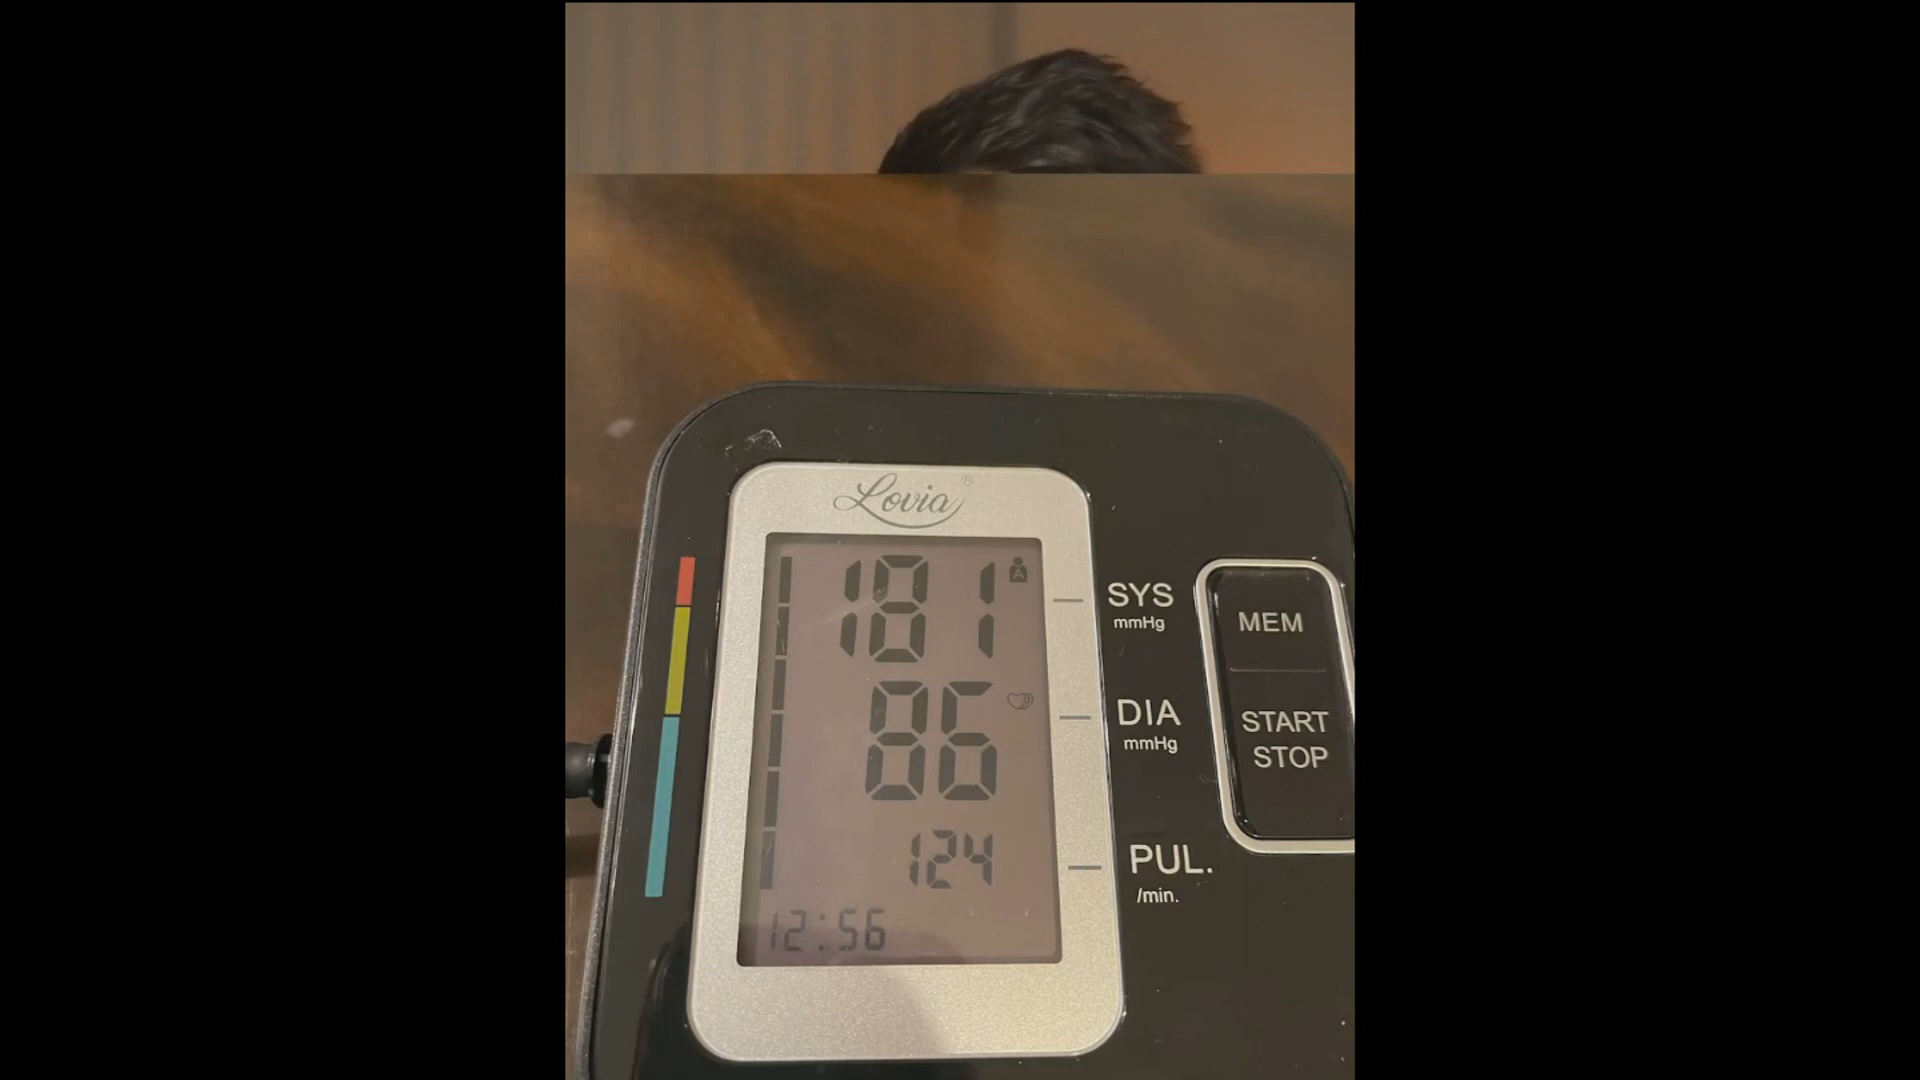 Lovia®
181
SYS
mmHg
MEM
86
DIA
mmHg
START
STOP
124
PUL.
/min.
12:56